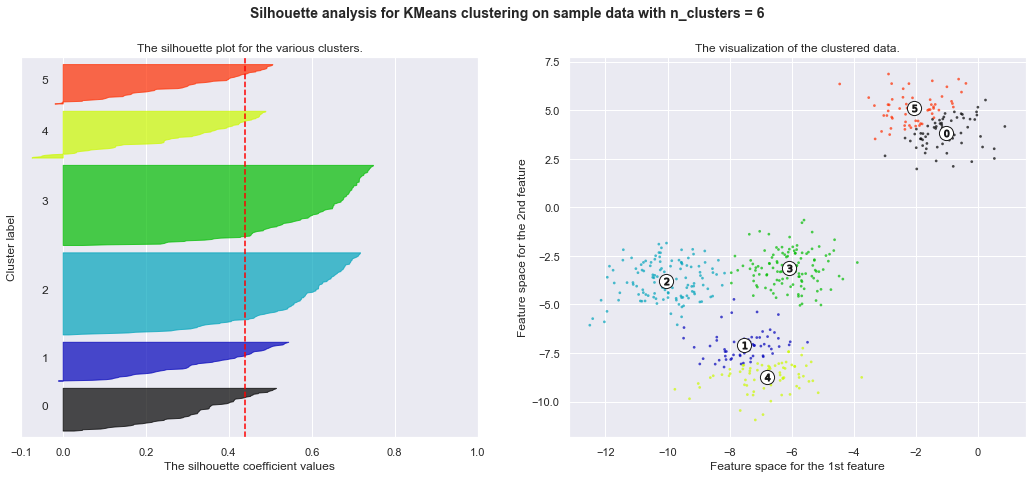 Silhouette analysis for KMeans clustering on sample data with n_clusters = 6
The silhouette plot for the various clusters.
Cluster label
5
4
3
2
1
0
−0.1 0.0 0.2 0.4 0.6 0.8 1.0
The silhouette coefficient values
The visualization of the clustered data.
Feature space for the 2nd feature
7.5
5.0
2.5
0.0
−2.5
−5.0
−7.5
−10.0
5
0
3
2
1
4
−12 −10 −8 −6 −4 −2 0
Feature space for the 1st feature